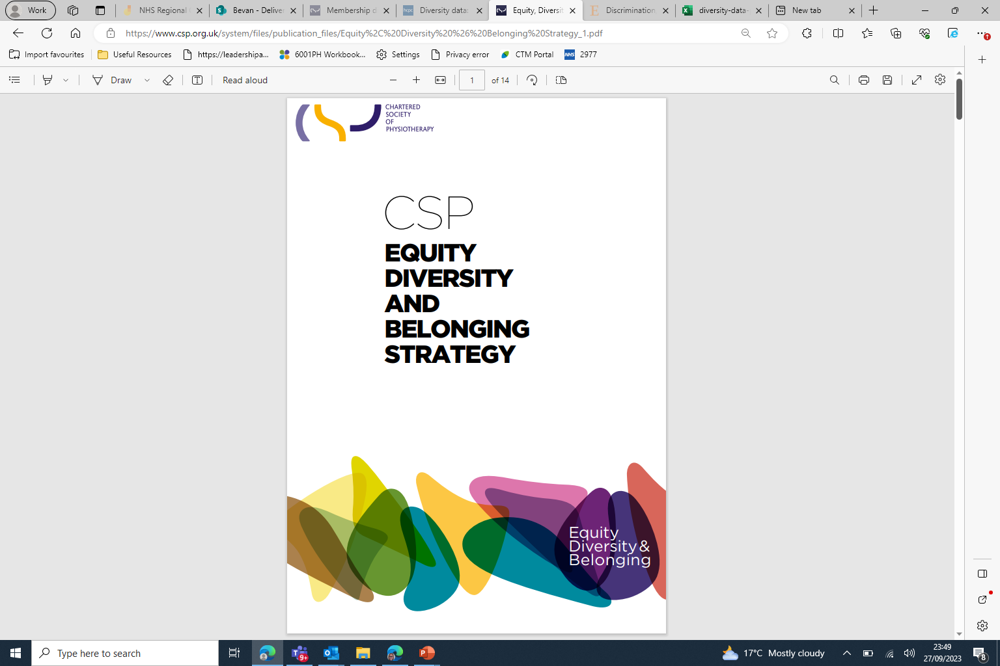 Work
NHS Regional
Bevan - Deliver
Membership d
Diversity data:
Equity, Diversit
Discrimination
diversity-data-
New tab
https://www.csp.org.uk/system/files/publication_files/Equity%2C%20Diversity%20%26%20Belonging%20Strategy_1.pdf
Import favourites
Useful Resources
https://leadershipa...
6001PH Workbook...
Settings
Privacy error
CTM Portal
NHS 2977
Draw
Read aloud
1 of 14
CHARTERED
SOCIETY
OF
PHYSIOTHERAPY
CSP
EQUITY
DIVERSITY
AND
BELONGING
STRATEGY
Equity
Diversity &
Belonging
Type here to search
9+
17°C Mostly cloudy
23:49
27/09/2023
8